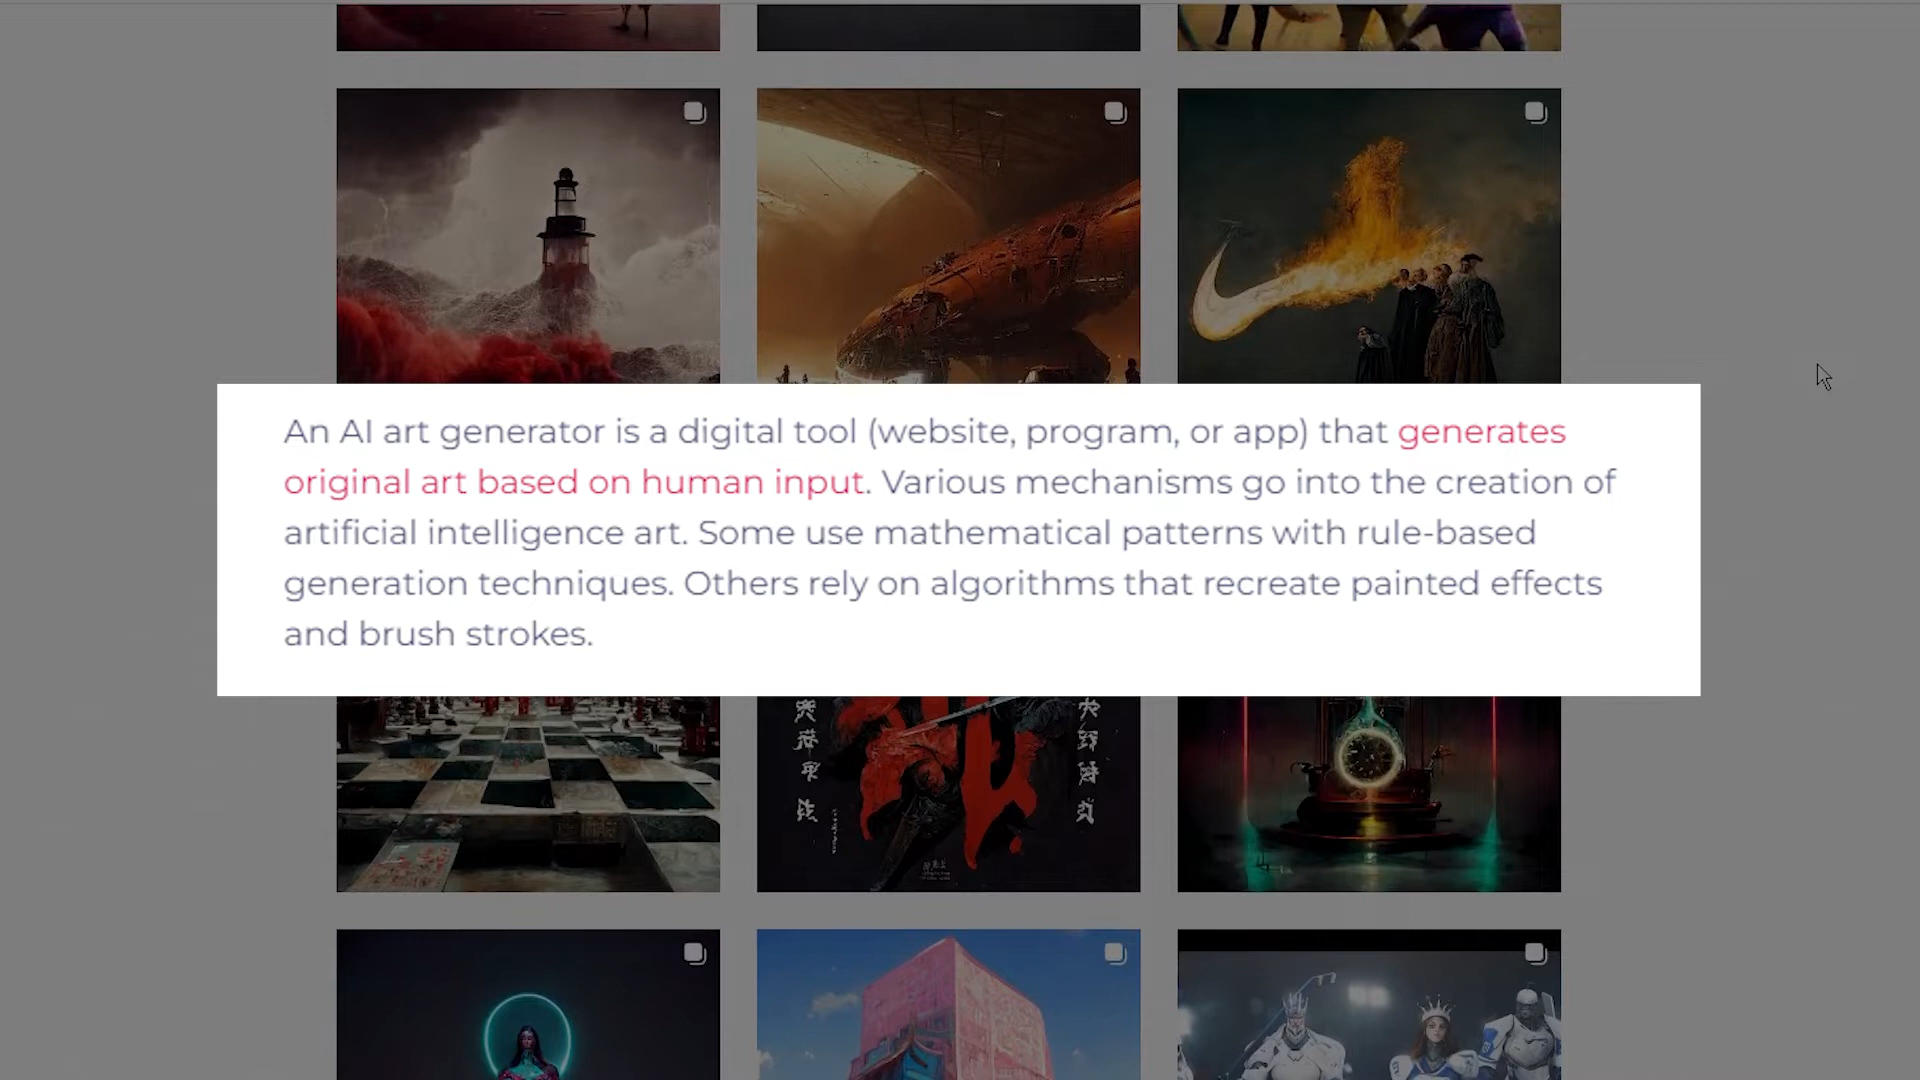 An AI art generator is a digital tool (website, program, or app) that generates
original art based on human input. Various mechanisms go into the creation of
artificial intelligence art. Some use mathematical patterns with rule-based
generation techniques. Others rely on algorithms that recreate painted effects
and brush strokes.